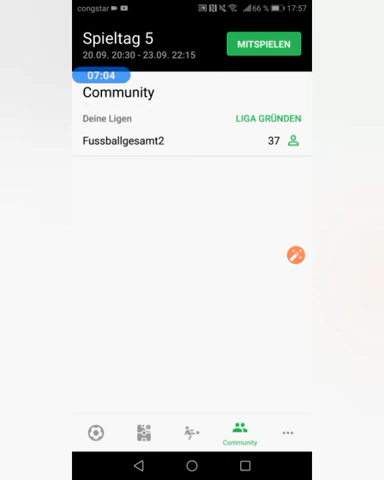 congstar 66 % 17:57
Spieltag 5
MITSPIELEN
20.09. 20:30 - 23.09. 22:15
07:04
Community
Deine Ligen LIGA GRÜNDEN
Fussballgesamt2 37
Community